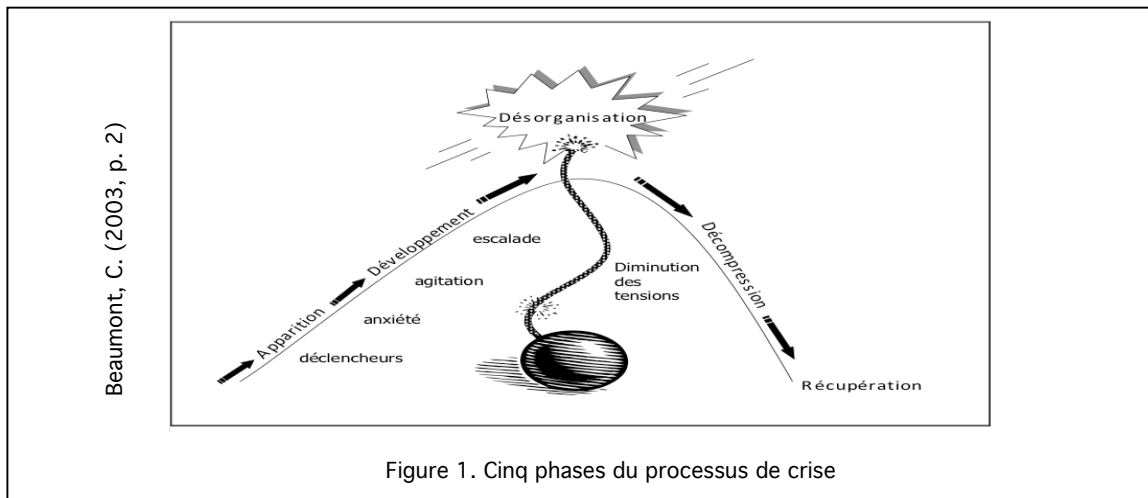 Beaumont, C. (2003, p. 2)
Désorganisation
Développement
escalade
Décompression
Diminution
des
tensions
agitation
Apparition
anxiété
déclencheurs
Récupération
Figure 1. Cinq phases du processus de crise